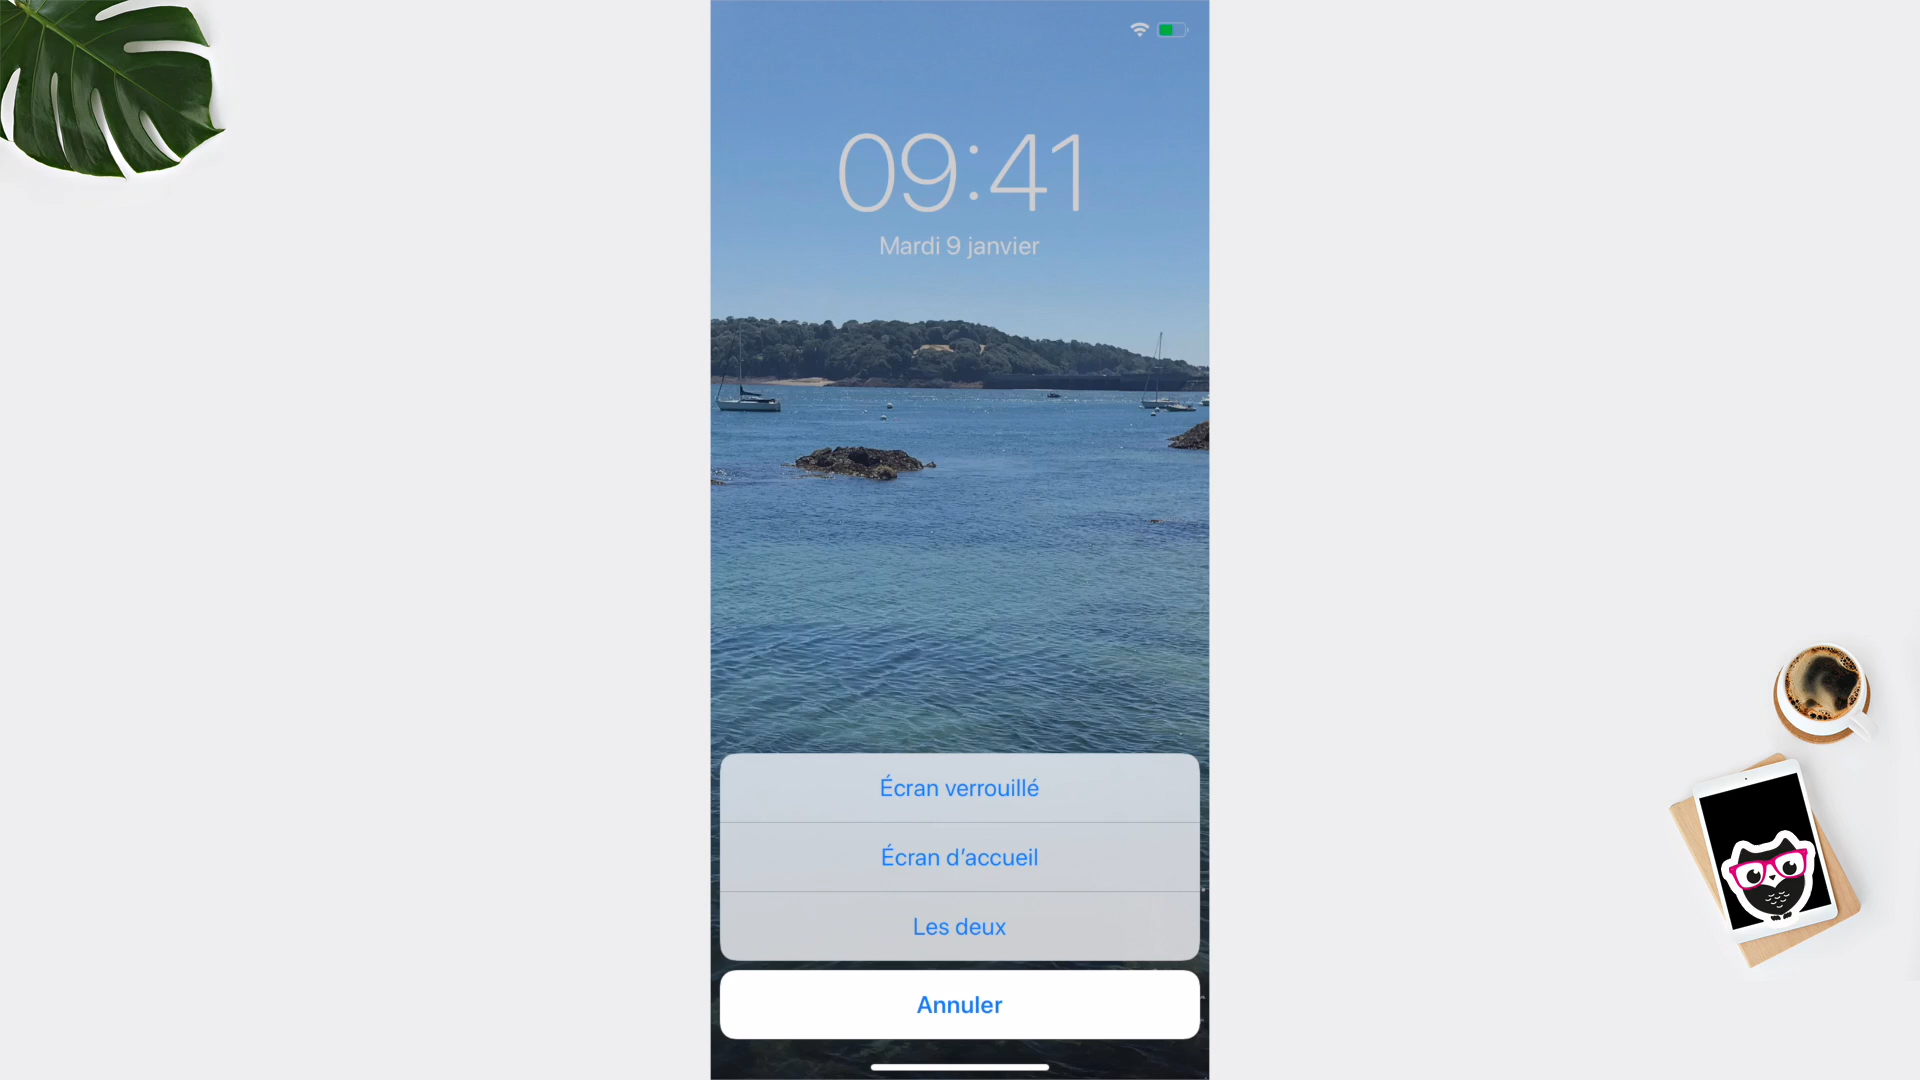 09:41
Mardi 9 janvier
Écran verrouillé
Écran d’accueil
Les deux
Annuler